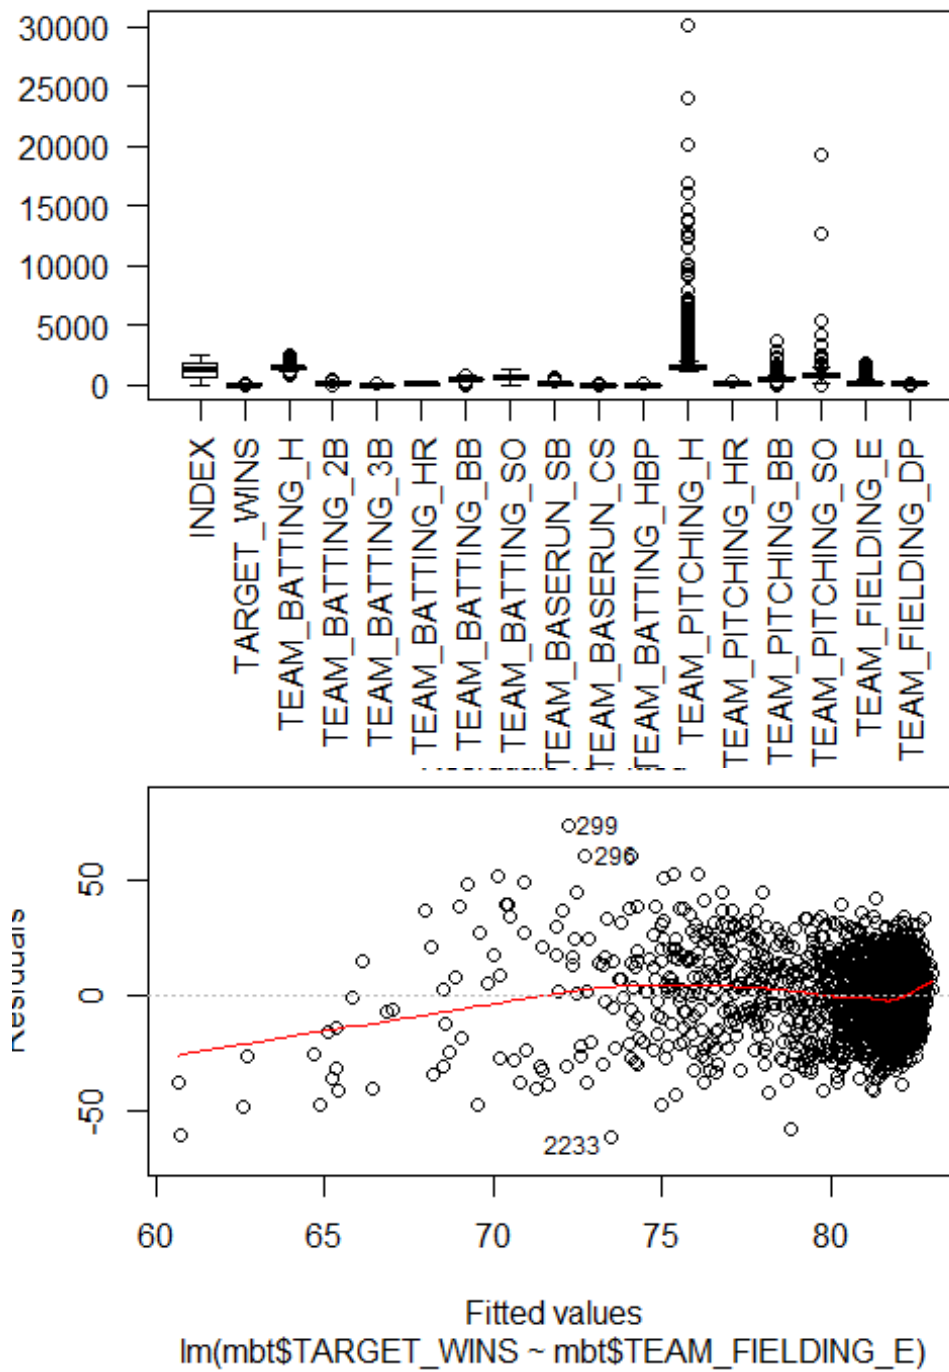 30000
25000
20000
15000
10000
5000
0
INDEX
TARGET_WINS
TEAM_BATTING_H
TEAM_BATTING_2B
TEAM_BATTING_3B
TEAM_BATTING_HR
TEAM_BATTING_BB
TEAM_BATTING_SO
TEAM_BASERUN_SB
TEAM_BASERUN_CS
TEAM_BATTING_HBP
TEAM_PITCHING_H
TEAM_PITCHING_HR
TEAM_PITCHING_BB
TEAM_PITCHING_SO
TEAM_FIELDING_E
TEAM_FIELDING_DP
Residuals
50
0
-50
299
296
2233
60 65 70 75 80
Fitted values
lm(mbt$TARGET_WINS ~ mbt$TEAM_FIELDING_E)